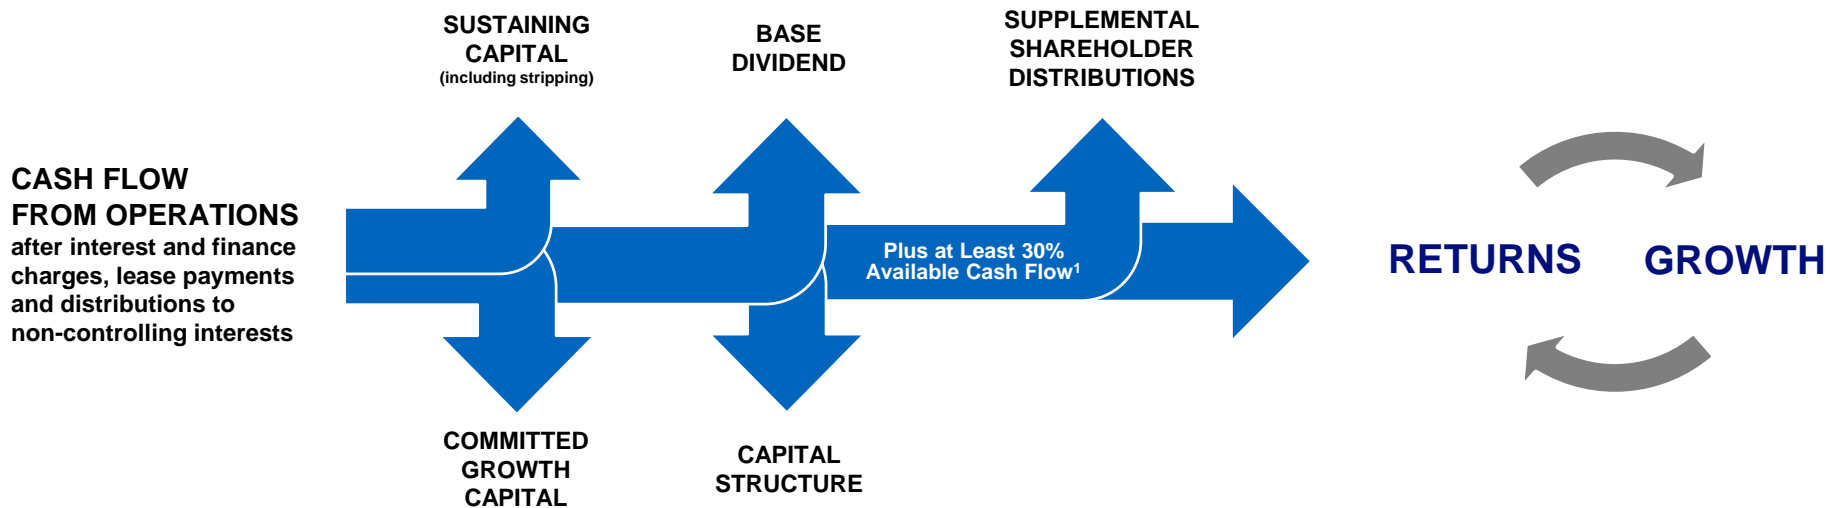 SUSTAINING
CAPITAL
(including stripping)
BASE
DIVIDEND
SUPPLEMENTAL
SHAREHOLDER
DISTRIBUTIONS
CASH FLOW
FROM OPERATIONS
after interest and finance
charges, lease payments
and distributions to
non-controlling interests
Plus at Least 30%
Available Cash Flow¹
RETURNS
GROWTH
COMMITTED
GROWTH
CAPITAL
CAPITAL
STRUCTURE